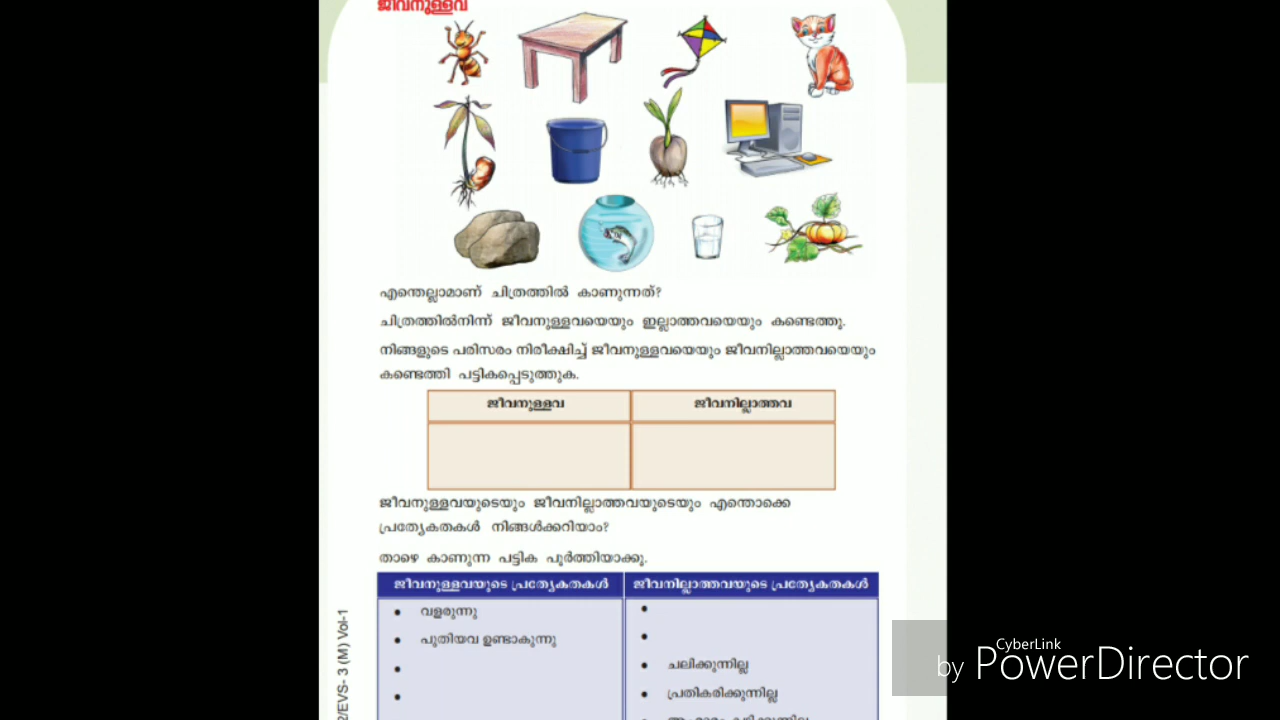 ജീവനുള്ളവ
എന്തെല്ലാമാണ് ചിത്രത്തിൽ കാണുന്നത്?
ചിത്രത്തിൽനിന്ന് ജീവനുള്ളവയെയും ഇല്ലാത്തവയെയും കണ്ടെത്തൂ.
നിങ്ങളുടെ പരിസരം നിരീക്ഷിച്ച് ജീവനുള്ളവയെയും ജീവനില്ലാത്തവയെയും
കണ്ടെത്തി പട്ടികപ്പെടുത്തുക.
ജീവനുള്ളവ ജീവനില്ലാത്തവ
ജീവനുള്ളവയുടെയും ജീവനില്ലാത്തവയുടെയും എന്തൊക്കെ
പ്രത്യേകതകൾ നിങ്ങൾക്കറിയാം?
താഴെ കാണുന്ന പട്ടിക പൂർത്തിയാക്കൂ.
ജീവനുള്ളവയുടെ പ്രത്യേകതകൾ ജീവനില്ലാത്തവയുടെ പ്രത്യേകതകൾ
• വളരുന്നു
• പുതിയവ ഉണ്ടാകുന്നു
• ചലിക്കുന്നില്ല
• പ്രതികരിക്കുന്നില്ല
2/EVS- 3 (M) Vol-1
CyberLink
by PowerDirector